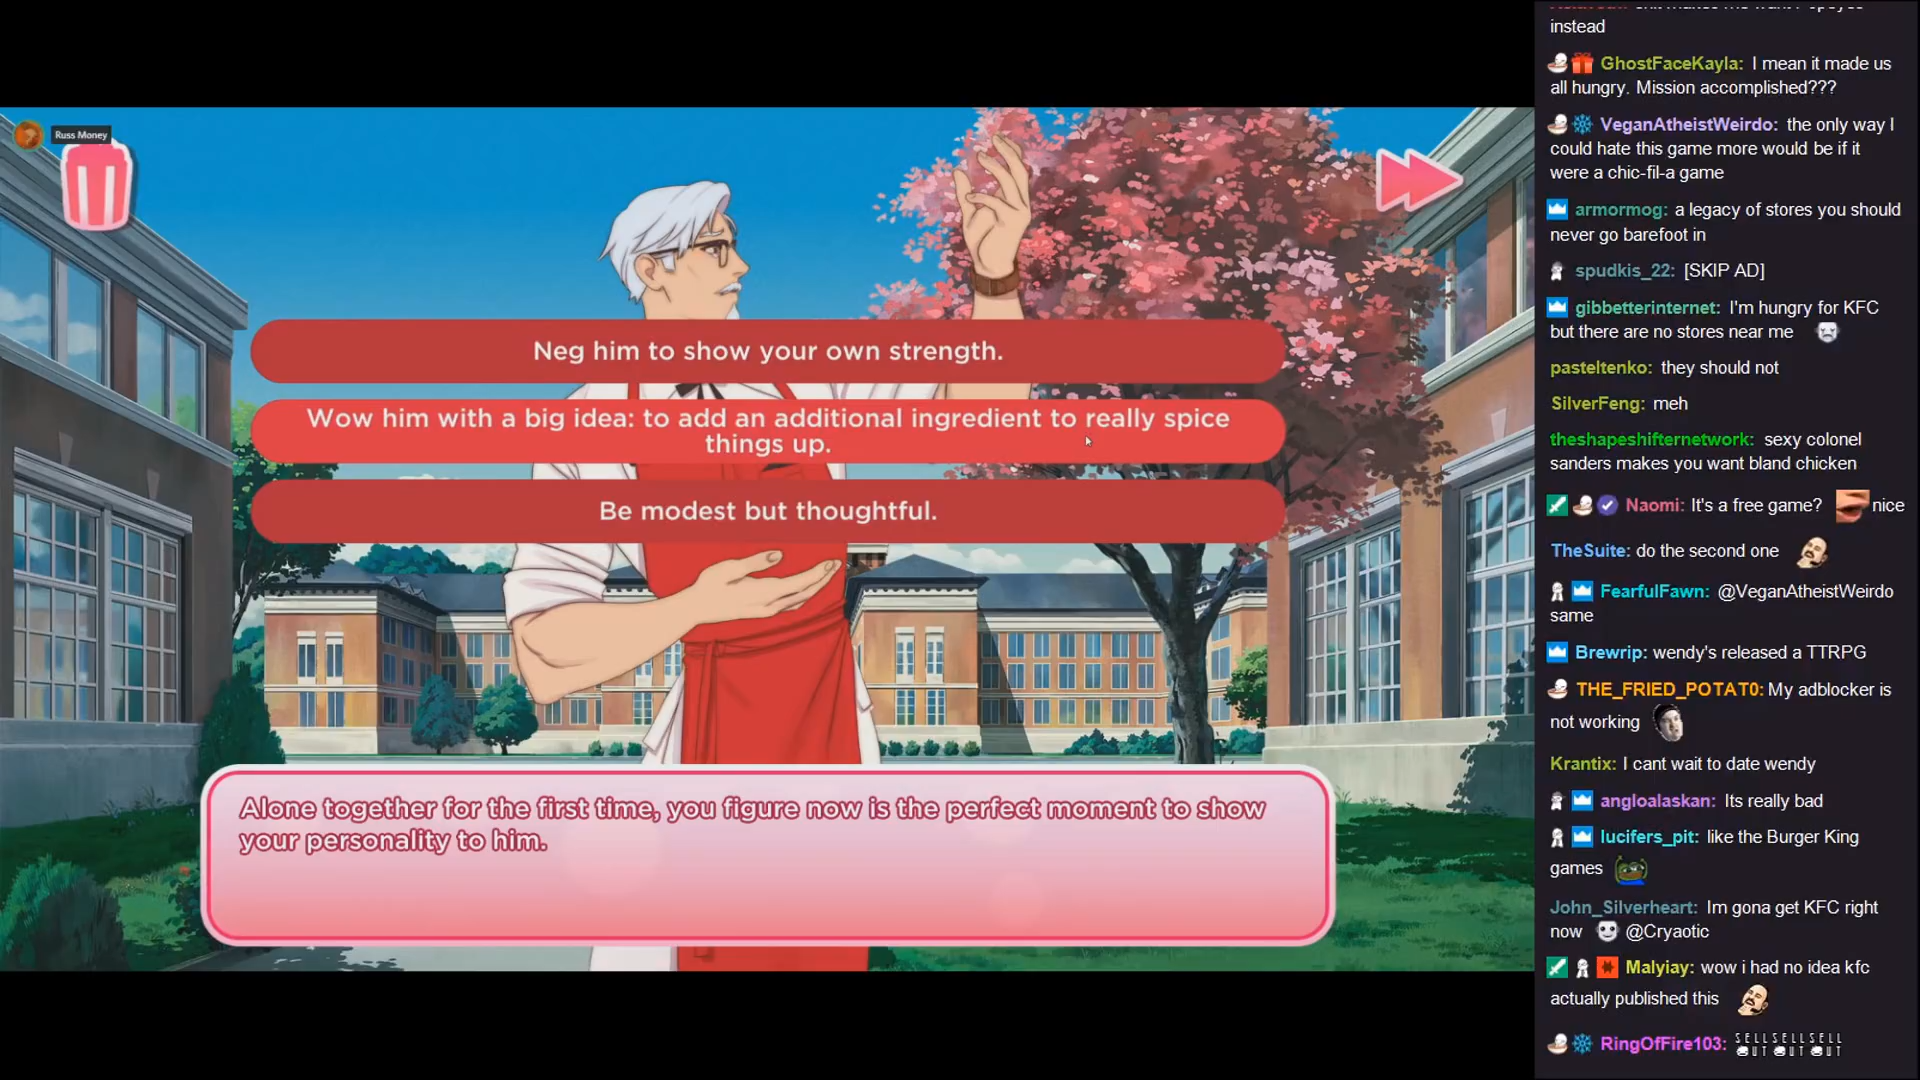 Russ Money
Neg him to show your own strength.
Wow him with a big idea: to add an additional ingredient to really spice
things up.
Be modest but thoughtful.
Alone together for the first time, you figure now is the perfect moment to show
your personality to him.
instead
GhostFaceKayla: I mean it made us
all hungry. Mission accomplished???
VeganAtheistWeirdo: the only way I
could hate this game more would be if it
were a chic-fil-a game
armormog: a legacy of stores you should
never go barefoot in
spudkis_22: [SKIP AD]
gibbetterinternet: I'm hungry for KFC
but there are no stores near me
pasteltenko: they should not
SilverFeng: meh
theshapeshifternetwork: sexy colonel
sanders makes you want bland chicken
Naomi: It's a free game? nice
TheSuite: do the second one
FearfulFawn: @VeganAtheistWeirdo
same
Brewrip: wendy's released a TTRPG
THE_FRIED_POTAT0: My adblocker is
not working
Krantix: I cant wait to date wendy
angloalaskan: Its really bad
lucifers_pit: like the Burger King
games
John_Silverheart: Im gona get KFC right
now @Cryaotic
Malyiay: wow i had no idea kfc
actually published this
RingOfFire103: SELLSELLSELL
OUT OUT OUT